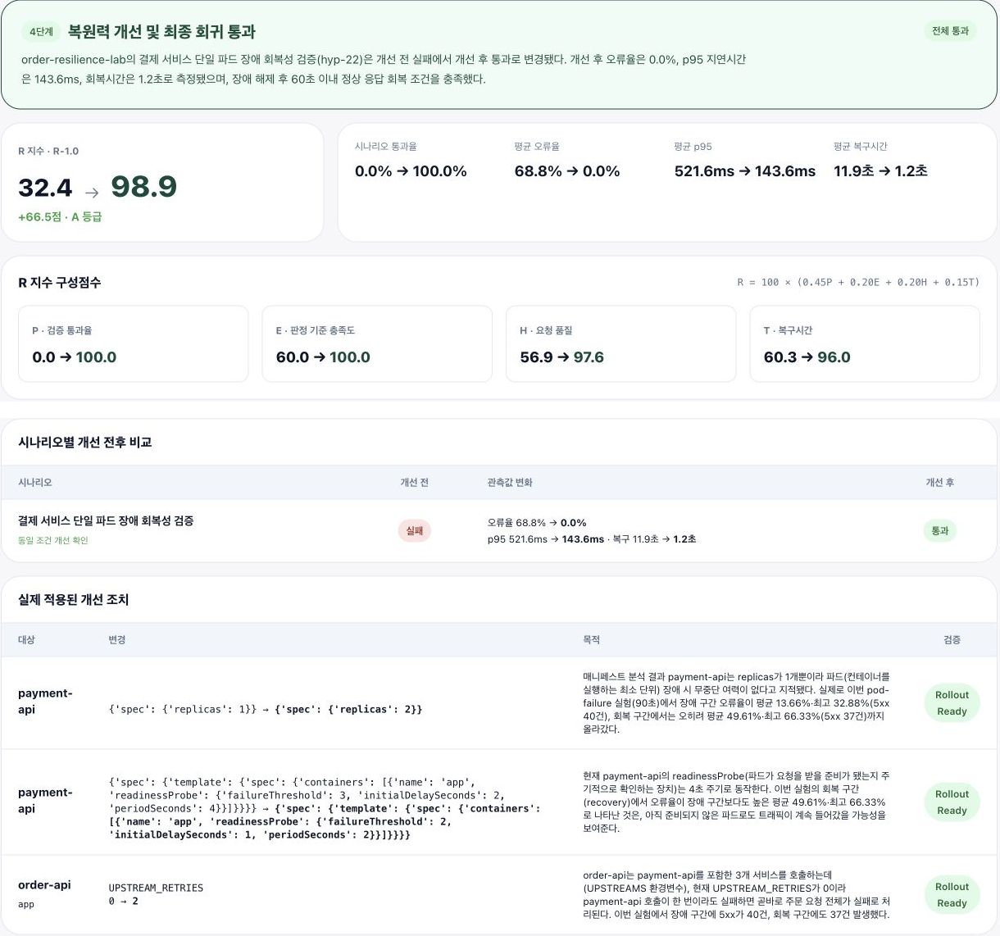 4단계
복원력 개선 및 최종 회귀 통과
전체 통과
order-resilience-lab의 결제 서비스 단일 파드 장애 회복성 검증(hyp-22)은 개선 전 실패에서 개선 후 통과로 변경됐다. 개선 후 오류율은 0.0%, p95 지연시간
은 143.6ms, 회복시간은 1.2초로 측정됐으며, 장애 해제 후 60초 이내 정상 응답 회복 조건을 충족했다.
R 지수 · R-1.0
32.4 → 98.9
+66.5점 · A 등급
시나리오 통과율
0.0% → 100.0%
평균 오류율
68.8% → 0.0%
평균 p95
521.6ms → 143.6ms
평균 복구시간
11.9초 → 1.2초
R 지수 구성점수
R = 100 × (0.45P + 0.20E + 0.20H + 0.15T)
P · 검증 통과율
0.0 → 100.0
E · 판정 기준 충족도
60.0 → 100.0
H · 요청 품질
56.9 → 97.6
T · 복구시간
60.3 → 96.0
시나리오별 개선 전후 비교
시나리오 개선 전 관측값 변화 개선 후
결제 서비스 단일 파드 장애 회복성 검증
동일 조건 개선 확인
실패
오류율 68.8% → 0.0%
p95 521.6ms → 143.6ms · 복구 11.9초 → 1.2초
통과
실제 적용된 개선 조치
대상 변경 목적 검증
payment-
api
{'spec': {'replicas': 1}} → {'spec': {'replicas': 2}}
매니페스트 분석 결과 payment-api는 replicas가 1개뿐이라 파드(컨테이너를
실행하는 최소 단위) 장애 시 무중단 여력이 없다고 지적됐다. 실제로 이번 pod-
failure 실험(90초)에서 장애 구간 오류율이 평균 13.66%·최고 32.88%(5xx
40건), 회복 구간에서는 오히려 평균 49.61%·최고 66.33%(5xx 37건)까지
올라갔다.
Rollout
Ready
payment-
api
{'spec': {'template': {'spec': {'containers': [{'name': 'app',
'readinessProbe': {'failureThreshold': 3, 'initialDelaySeconds': 2,
'periodSeconds': 4}}]}}}} → {'spec': {'template': {'spec': {'containers':
[{'name': 'app', 'readinessProbe': {'failureThreshold': 2,
'initialDelaySeconds': 1, 'periodSeconds': 2}}]}}}}
현재 payment-api의 readinessProbe(파드가 요청을 받을 준비가 됐는지 주
기적으로 확인하는 장치)는 4초 주기로 동작한다. 이번 실험의 회복 구간
(recovery)에서 오류율이 장애 구간보다도 높은 평균 49.61%·최고 66.33%
로 나타난 것은, 아직 준비되지 않은 파드로도 트래픽이 계속 들어갔을 가능성을
보여준다.
Rollout
Ready
order-api
app
UPSTREAM_RETRIES
0 → 2
order-api는 payment-api를 포함한 3개 서비스를 호출하는데
(UPSTREAMS 환경변수), 현재 UPSTREAM_RETRIES가 0이라
payment-api 호출이 한 번이라도 실패하면 곧바로 주문 요청 전체가 실패로 처
리된다. 이번 실험에서 장애 구간에 5xx가 40건, 회복 구간에도 37건 발생했다.
Rollout
Ready